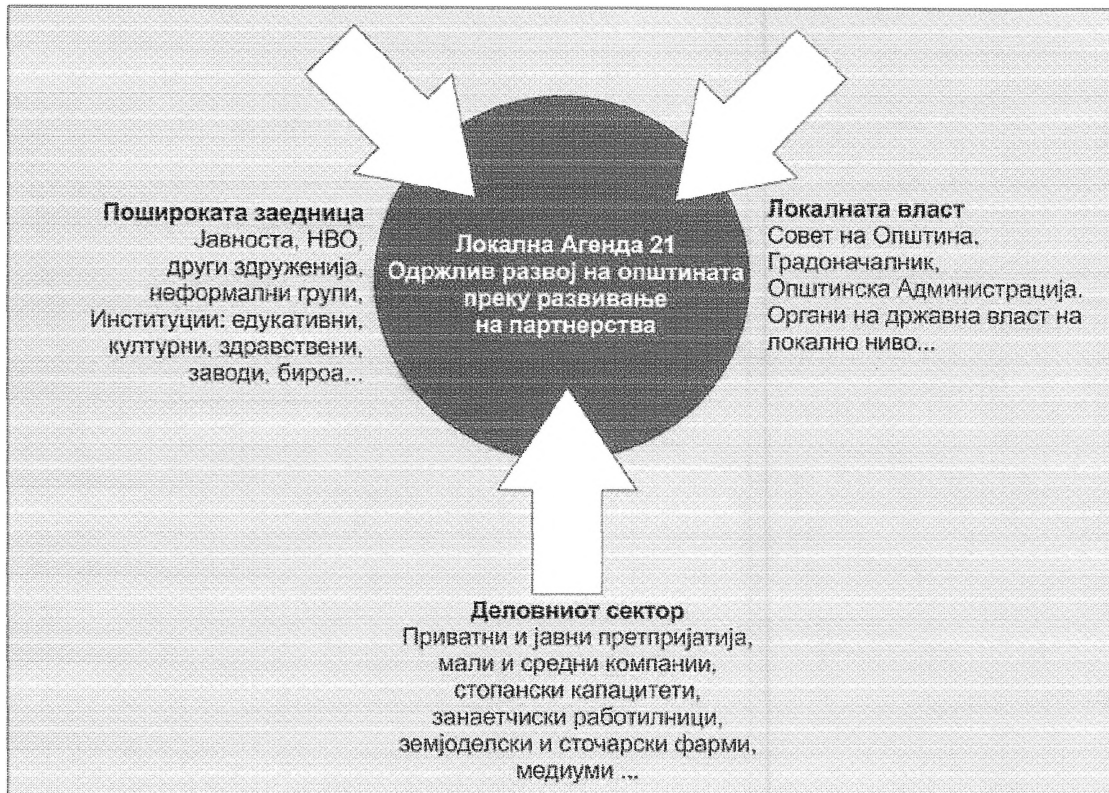 Пошироката заедница
Јавноста, НВО,
други здруженија,
неформални групи,
Институции: едукативни,
културни, здравствени,
заводи, бироа...
Локална Агенда 21
Одржлив развој на општината
преку развивање
на партнерства
Локалната власт
Совет на Општина.
Градоначалник,
Општинска Администрација.
Органи на државна власт на
локално ниво...
Деловниот сектор
Приватни и јавни претпријатија,
мали и средни компании,
стопански капацитети,
занаетчиски работилници,
земјоделски и сточарски фарми,
медиуми ...